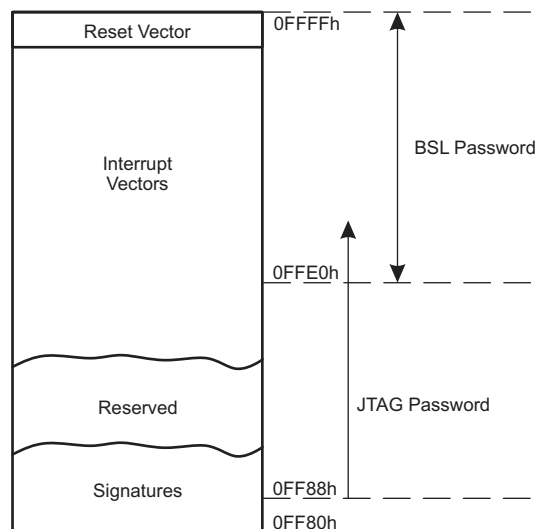 Reset Vector
0FFFFh
BSL Password
Interrupt
Vectors
0FFE0h
Reserved
JTAG Password
Signatures
0FF88h
0FF80h